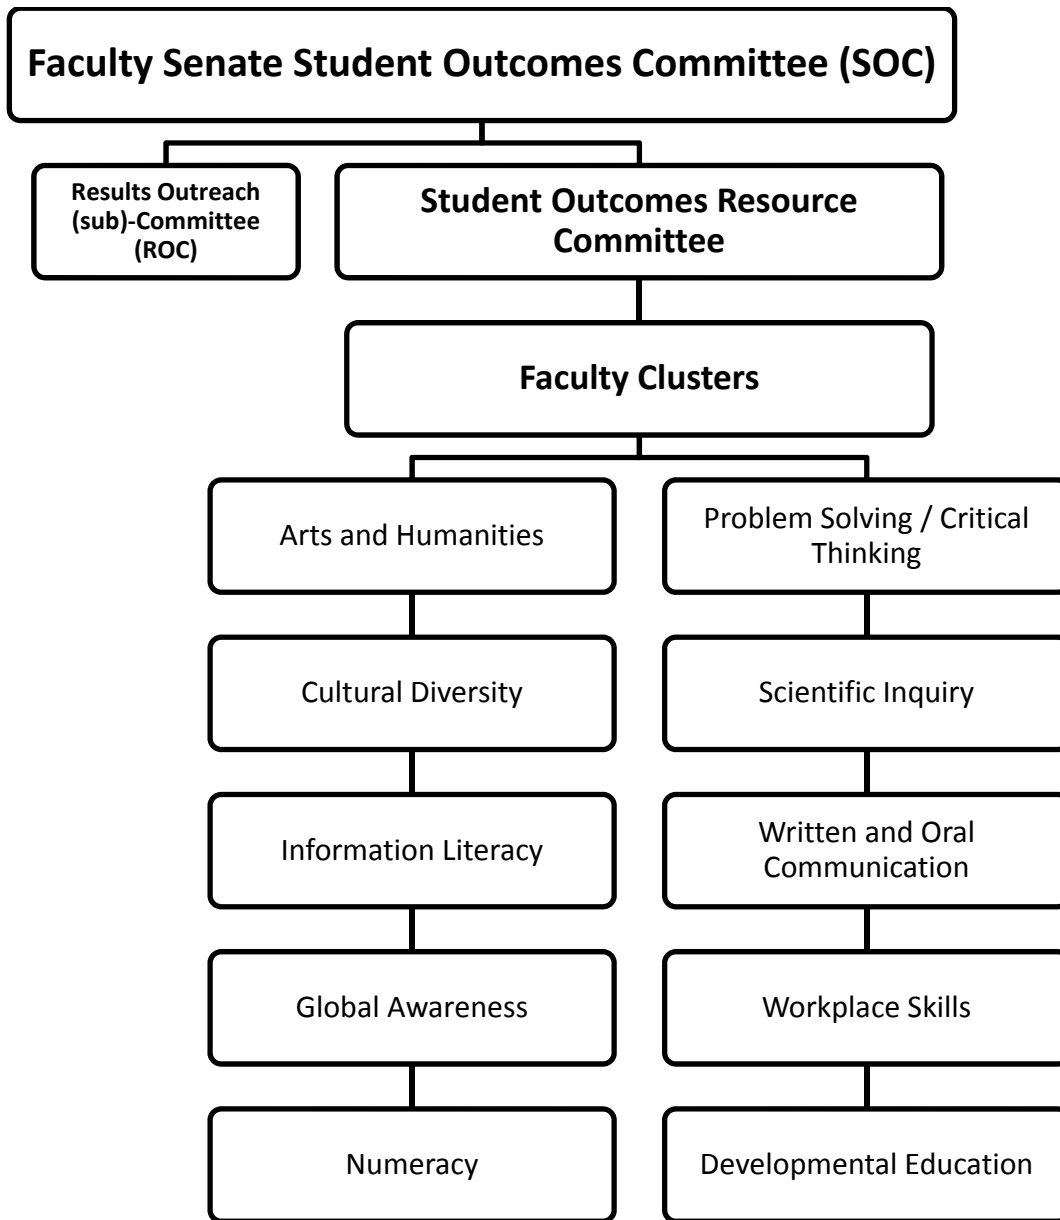 Faculty Senate Student Outcomes Committee (SOC)
Results Outreach
(sub)-Committee
(ROC)
Student Outcomes Resource
Committee
Faculty Clusters
Arts and Humanities
Problem Solving / Critical
Thinking
Cultural Diversity
Scientific Inquiry
Information Literacy
Written and Oral
Communication
Global Awareness
Workplace Skills
Numeracy
Developmental Education